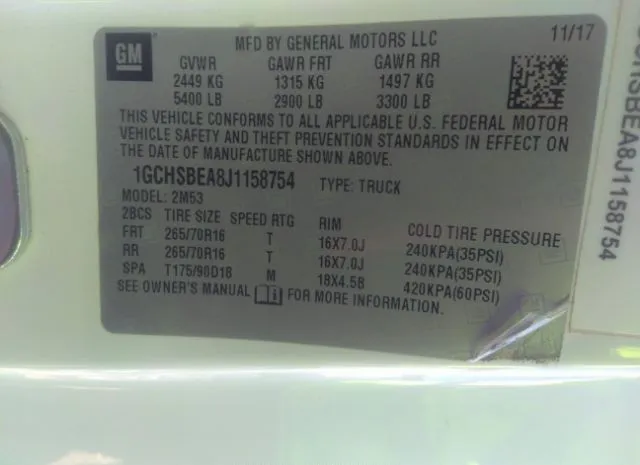 GM
MFD BY GENERAL MOTORS LLC
11/17
GVWR GAWR FRT GAWR RR
2449 KG 1315 KG 1497 KG
5400 LB 2900 LB 3300 LB
THIS VEHICLE CONFORMS TO ALL APPLICABLE U.S. FEDERAL MOTOR
VEHICLE SAFETY AND THEFT PREVENTION STANDARDS IN EFFECT ON
THE DATE OF MANUFACTURE SHOWN ABOVE.
1GCHSBEA8J1158754 TYPE: TRUCK
MODEL: 2M53
2BCS TIRE SIZE SPEED RTG RIM COLD TIRE PRESSURE
FRT 265/70R16 T 16X7.0J 240KPA(35PSI)
RR 265/70R16 T 16X7.0J 240KPA(35PSI)
SPA T175/90D18 M 18X4.5B 420KPA(60PSI)
SEE OWNER'S MANUAL FOR MORE INFORMATION.
HSBEA8J1158754